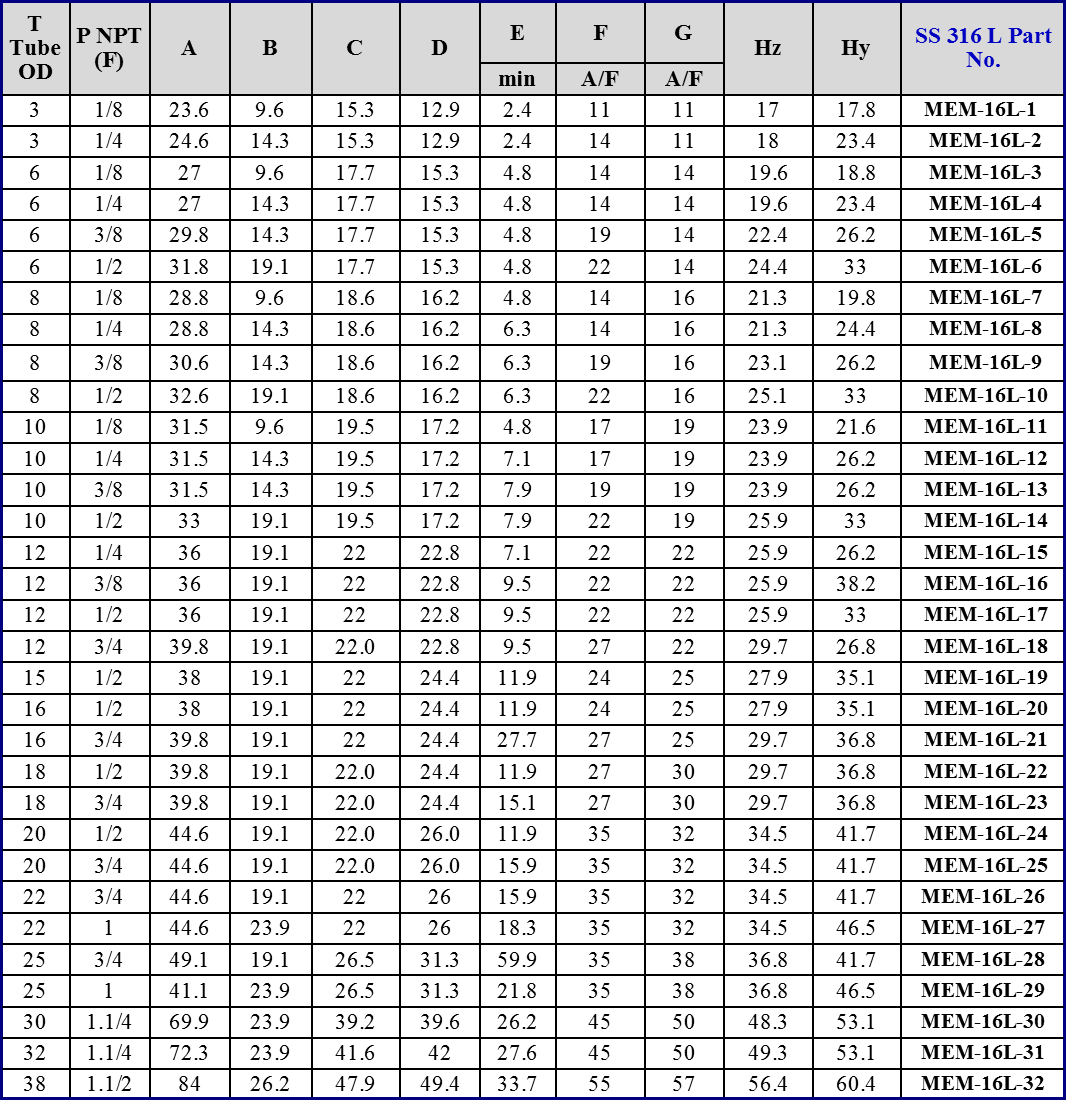 T Tube OD | P NPT (F) | A | B | C | D | E min | F A/F | G A/F | Hz | Hy | SS 316 L Part No.
3 | 1/8 | 23.6 | 9.6 | 15.3 | 12.9 | 2.4 | 11 | 11 | 17 | 17.8 | MEM-16L-1
3 | 1/4 | 24.6 | 14.3 | 15.3 | 12.9 | 2.4 | 14 | 11 | 18 | 23.4 | MEM-16L-2
6 | 1/8 | 27 | 9.6 | 17.7 | 15.3 | 4.8 | 14 | 14 | 19.6 | 18.8 | MEM-16L-3
6 | 1/4 | 27 | 14.3 | 17.7 | 15.3 | 4.8 | 14 | 14 | 19.6 | 23.4 | MEM-16L-4
6 | 3/8 | 29.8 | 14.3 | 17.7 | 15.3 | 4.8 | 19 | 14 | 22.4 | 26.2 | MEM-16L-5
6 | 1/2 | 31.8 | 19.1 | 17.7 | 15.3 | 4.8 | 22 | 14 | 24.4 | 33 | MEM-16L-6
8 | 1/8 | 28.8 | 9.6 | 18.6 | 16.2 | 4.8 | 14 | 16 | 21.3 | 19.8 | MEM-16L-7
8 | 1/4 | 28.8 | 14.3 | 18.6 | 16.2 | 6.3 | 14 | 16 | 21.3 | 24.4 | MEM-16L-8
8 | 3/8 | 30.6 | 14.3 | 18.6 | 16.2 | 6.3 | 19 | 16 | 23.1 | 26.2 | MEM-16L-9
8 | 1/2 | 32.6 | 19.1 | 18.6 | 16.2 | 6.3 | 22 | 16 | 25.1 | 33 | MEM-16L-10
10 | 1/8 | 31.5 | 9.6 | 19.5 | 17.2 | 4.8 | 17 | 19 | 23.9 | 21.6 | MEM-16L-11
10 | 1/4 | 31.5 | 14.3 | 19.5 | 17.2 | 7.1 | 17 | 19 | 23.9 | 26.2 | MEM-16L-12
10 | 3/8 | 31.5 | 14.3 | 19.5 | 17.2 | 7.9 | 19 | 19 | 23.9 | 26.2 | MEM-16L-13
10 | 1/2 | 33 | 19.1 | 19.5 | 17.2 | 7.9 | 22 | 19 | 25.9 | 33 | MEM-16L-14
12 | 1/4 | 36 | 19.1 | 22 | 22.8 | 7.1 | 22 | 22 | 25.9 | 26.2 | MEM-16L-15
12 | 3/8 | 36 | 19.1 | 22 | 22.8 | 9.5 | 22 | 22 | 25.9 | 38.2 | MEM-16L-16
12 | 1/2 | 36 | 19.1 | 22 | 22.8 | 9.5 | 22 | 22 | 25.9 | 33 | MEM-16L-17
12 | 3/4 | 39.8 | 19.1 | 22.0 | 22.8 | 9.5 | 27 | 22 | 29.7 | 26.8 | MEM-16L-18
15 | 1/2 | 38 | 19.1 | 22 | 24.4 | 11.9 | 24 | 25 | 27.9 | 35.1 | MEM-16L-19
16 | 1/2 | 38 | 19.1 | 22 | 24.4 | 11.9 | 24 | 25 | 27.9 | 35.1 | MEM-16L-20
16 | 3/4 | 39.8 | 19.1 | 22 | 24.4 | 27.7 | 27 | 25 | 29.7 | 36.8 | MEM-16L-21
18 | 1/2 | 39.8 | 19.1 | 22.0 | 24.4 | 11.9 | 27 | 30 | 29.7 | 36.8 | MEM-16L-22
18 | 3/4 | 39.8 | 19.1 | 22.0 | 24.4 | 15.1 | 27 | 30 | 29.7 | 36.8 | MEM-16L-23
20 | 1/2 | 44.6 | 19.1 | 22.0 | 26.0 | 11.9 | 35 | 32 | 34.5 | 41.7 | MEM-16L-24
20 | 3/4 | 44.6 | 19.1 | 22.0 | 26.0 | 15.9 | 35 | 32 | 34.5 | 41.7 | MEM-16L-25
22 | 3/4 | 44.6 | 19.1 | 22 | 26 | 15.9 | 35 | 32 | 34.5 | 41.7 | MEM-16L-26
22 | 1 | 44.6 | 23.9 | 22 | 26 | 18.3 | 35 | 32 | 34.5 | 46.5 | MEM-16L-27
25 | 3/4 | 49.1 | 19.1 | 26.5 | 31.3 | 59.9 | 35 | 38 | 36.8 | 41.7 | MEM-16L-28
25 | 1 | 41.1 | 23.9 | 26.5 | 31.3 | 21.8 | 35 | 38 | 36.8 | 46.5 | MEM-16L-29
30 | 1.1/4 | 69.9 | 23.9 | 39.2 | 39.6 | 26.2 | 45 | 50 | 48.3 | 53.1 | MEM-16L-30
32 | 1.1/4 | 72.3 | 23.9 | 41.6 | 42 | 27.6 | 45 | 50 | 49.3 | 53.1 | MEM-16L-31
38 | 1.1/2 | 84 | 26.2 | 47.9 | 49.4 | 33.7 | 55 | 57 | 56.4 | 60.4 | MEM-16L-32